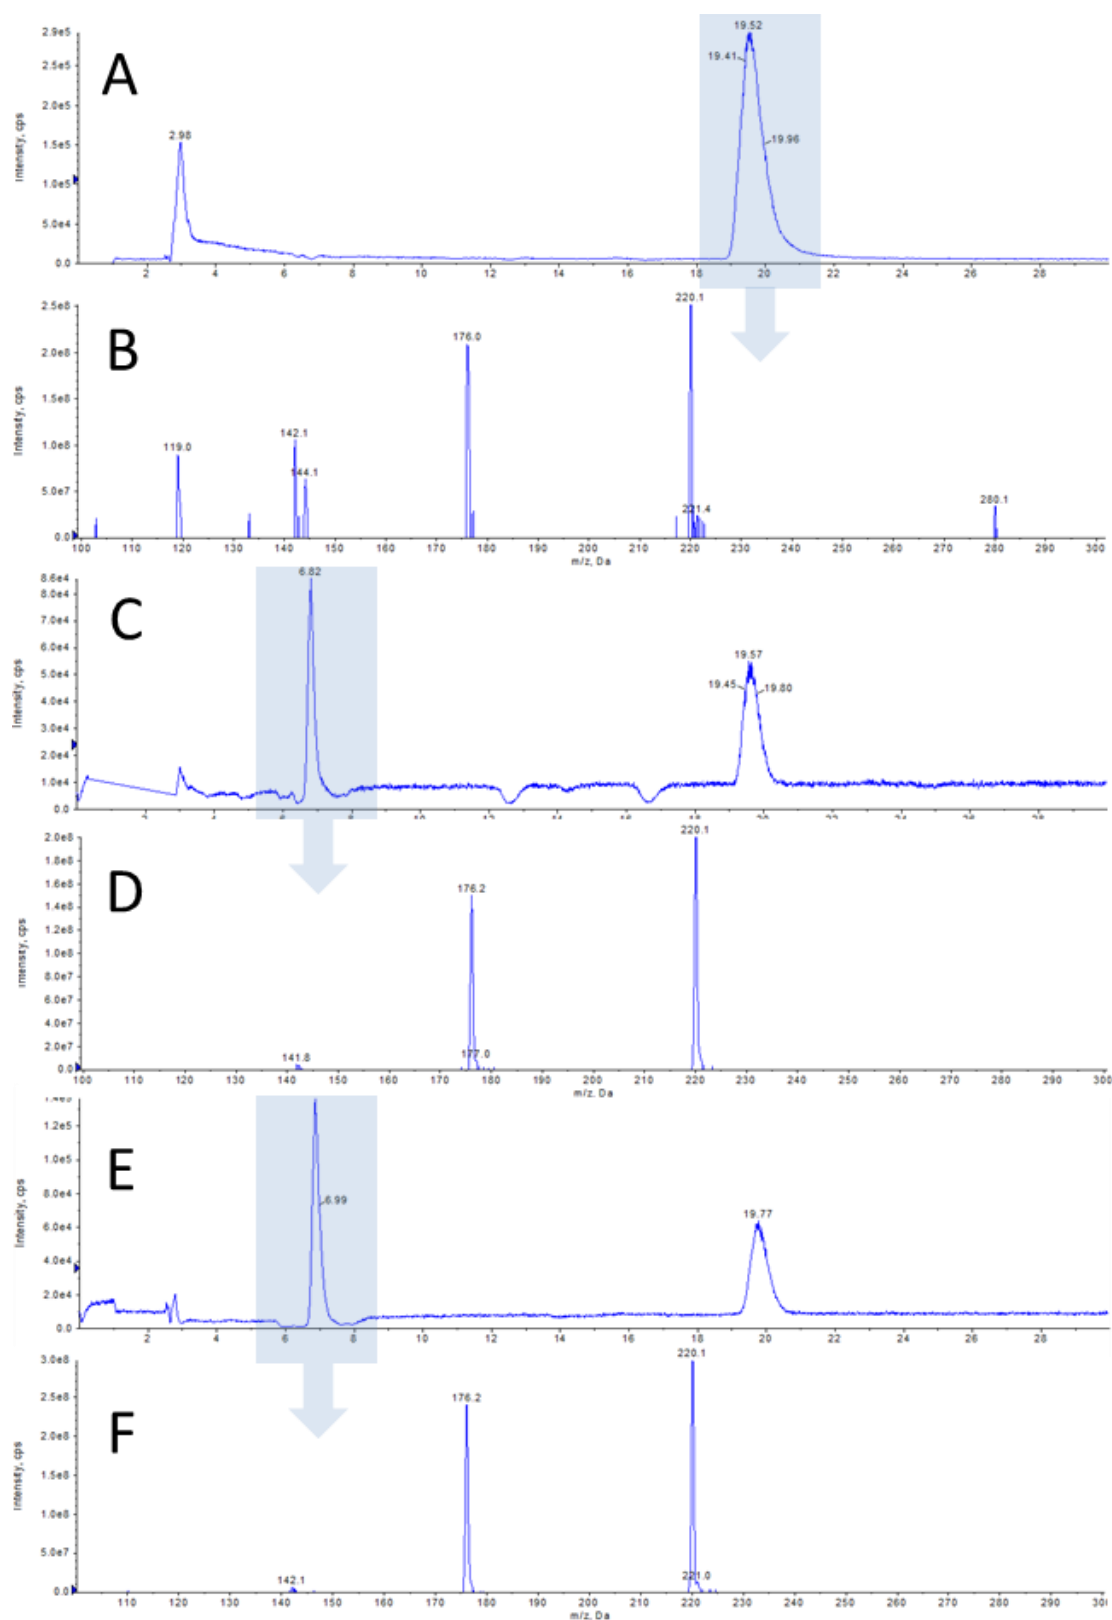 A
Intensity, cps
2.9e5
2.5e5
2.0e5
1.5e5
1.0e5
5.0e4
0.0
2.98
19.52
19.41
19.96
2 4 6 8 10 12 14 16 18 20 22 24 26 28
B
Intensity, cps
2.5e8
2.0e8
1.5e8
1.0e8
5.0e7
0.0
119.0
142.1
144.1
176.0
220.1
221.4
280.1
100 110 120 130 140 150 160 170 180 190 200 210 220 230 240 250 260 270 280 290 300
m/z, Da
C
Intensity, cps
8.6e4
8.0e4
7.0e4
6.0e4
5.0e4
4.0e4
3.0e4
2.0e4
1.0e4
0.0
6.82
19.57
19.45
19.80
D
Intensity, cps
2.0e8
1.8e8
1.6e8
1.4e8
1.2e8
1.0e8
8.0e7
6.0e7
4.0e7
2.0e7
0.0
141.8
176.2
177.0
220.1
100 110 120 130 140 150 160 170 180 190 200 210 220 230 240 250 260 270 280 290 300
m/z, Da
E
Intensity, cps
1.2e5
1.0e5
8.0e4
6.0e4
4.0e4
2.0e4
0.0
6.99
19.77
2 4 6 8 10 12 14 16 18 20 22 24 26 28
F
Intensity, cps
3.0e8
2.5e8
2.0e8
1.5e8
1.0e8
5.0e7
0.0
142.1
176.2
220.1
221.0
110 120 130 140 150 160 170 180 190 200 210 220 230 240 250 260 270 280 290 300
m/z, Da